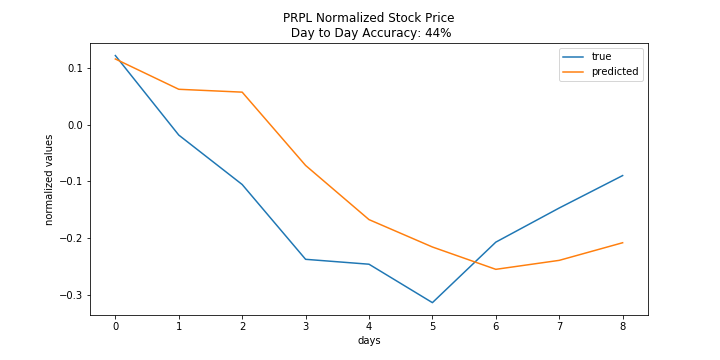 PRPL Normalized Stock Price
Day to Day Accuracy: 44%
true
predicted
normalized values
0.1
0.0
−0.1
−0.2
−0.3
0 1 2 3 4 5 6 7 8
days